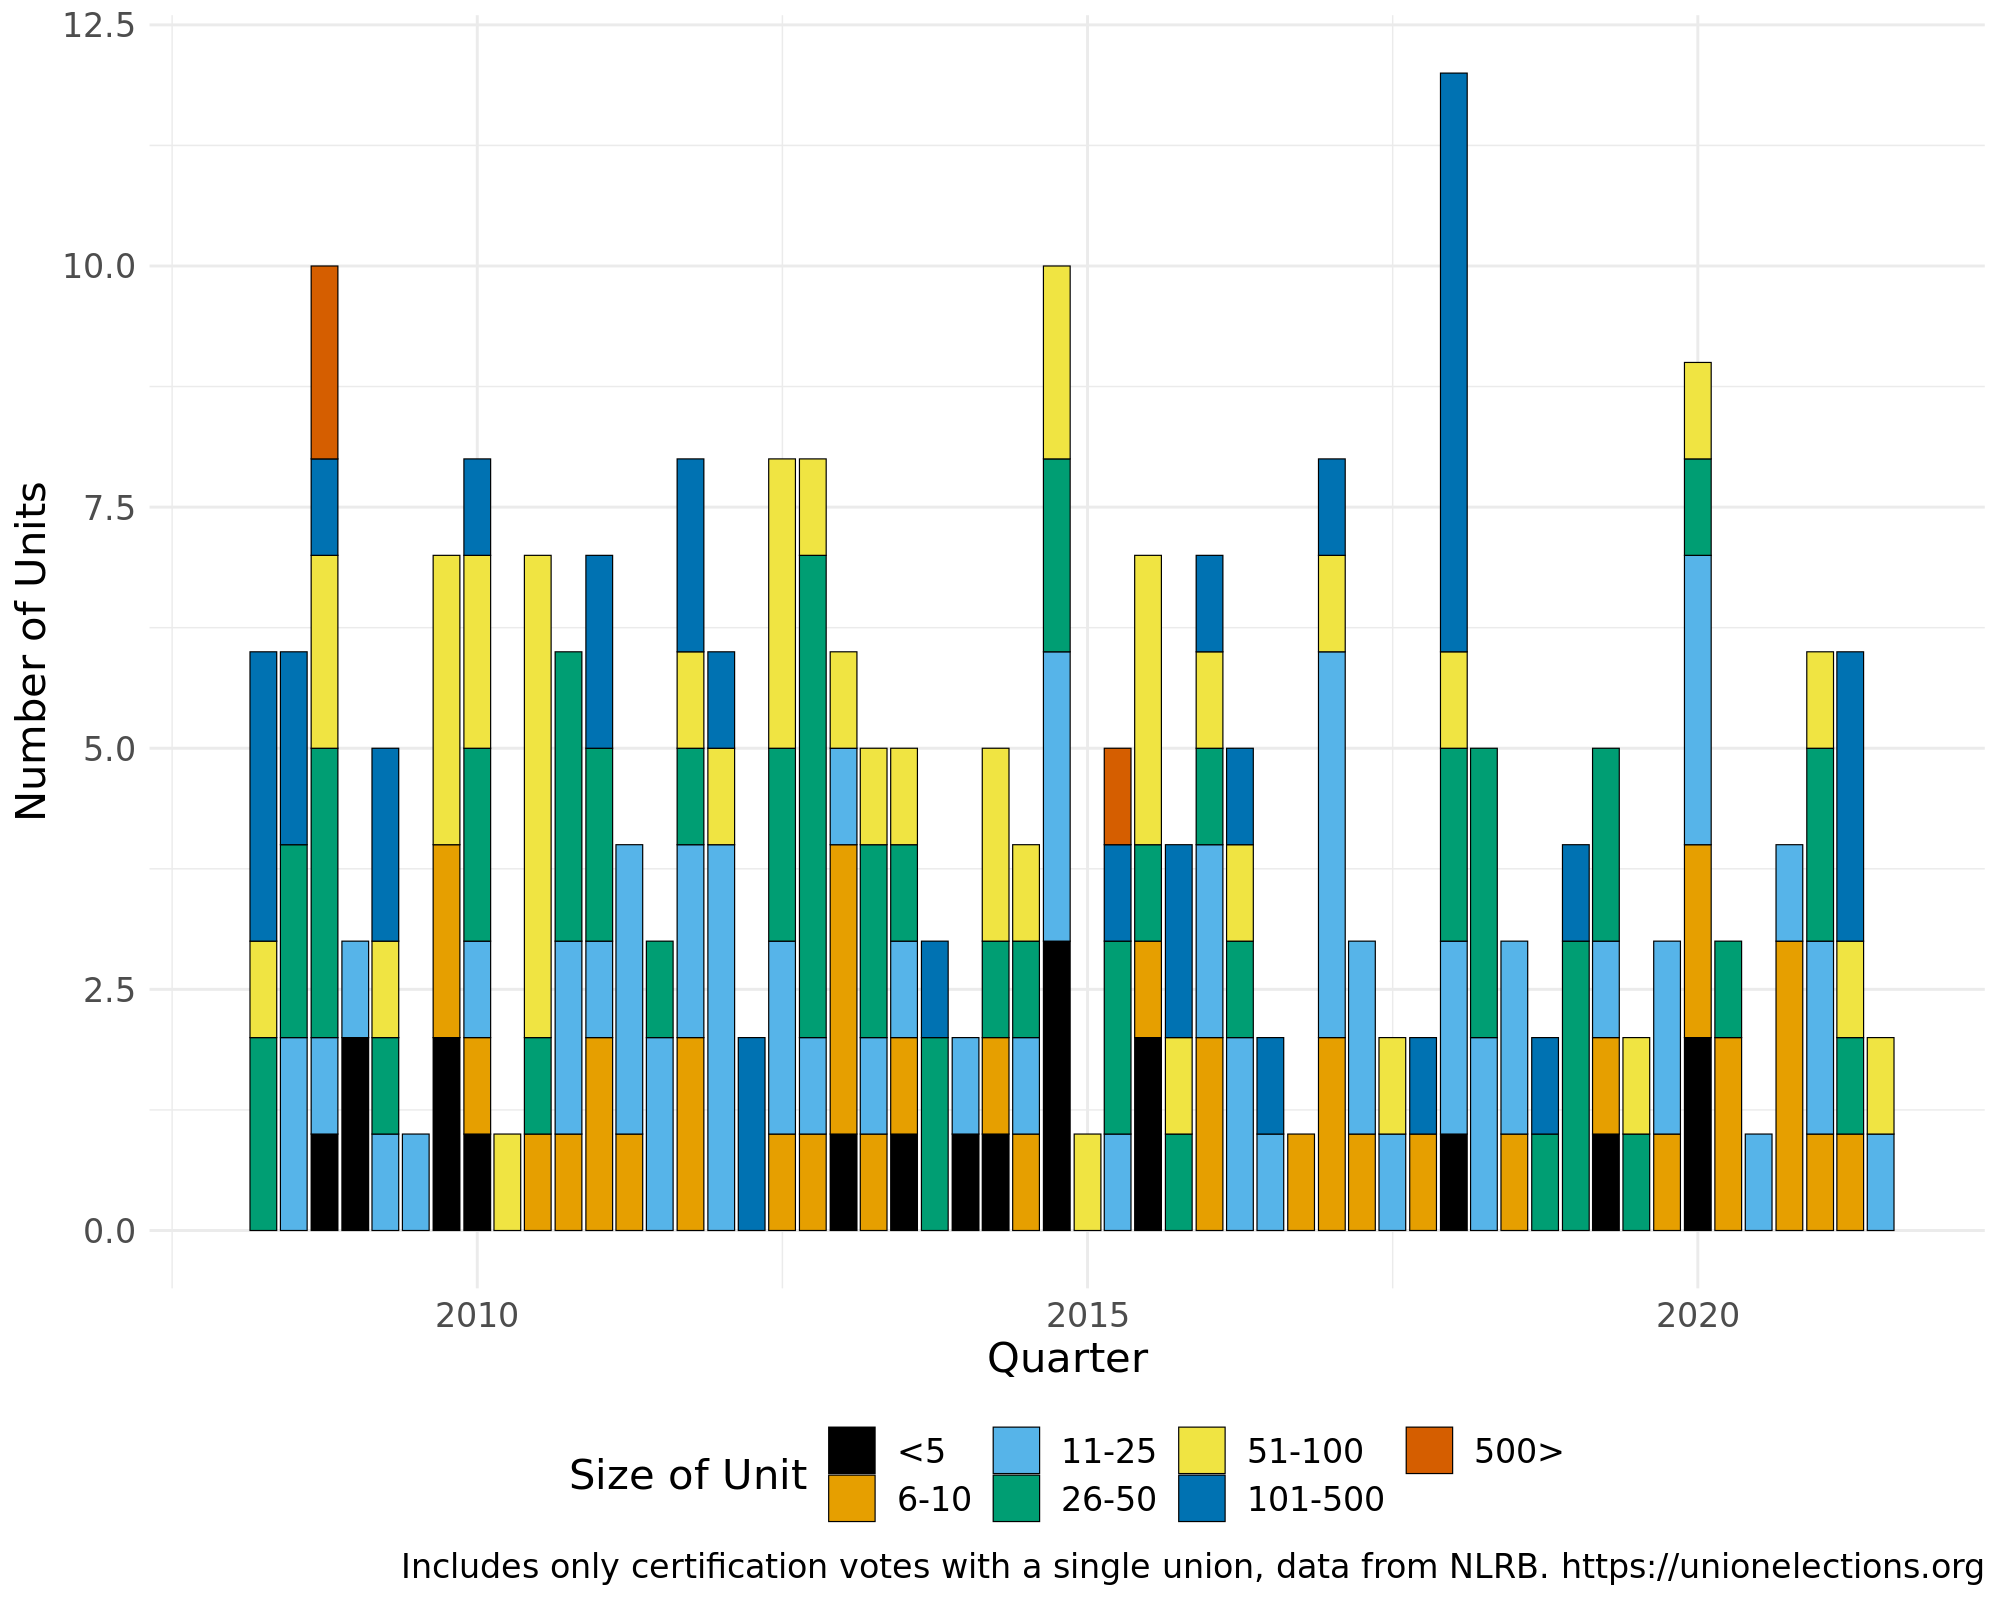 12.5
10.0
7.5
5.0
2.5
0.0
Number of Units
2010 2015 2020
Quarter
Size of Unit
<5 11-25 51-100 500>
6-10 26-50 101-500
Includes only certification votes with a single union, data from NLRB. https://unionelections.org